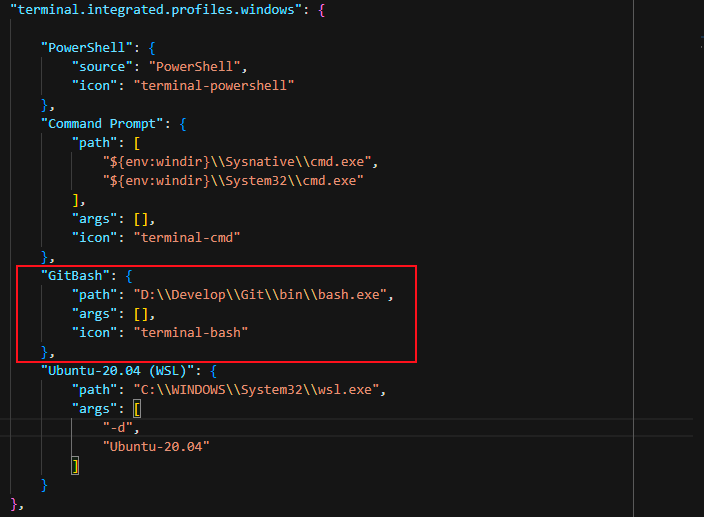 "terminal.integrated.profiles.windows": {
"PowerShell": {
"source": "PowerShell",
"icon": "terminal-powershell"
},
"Command Prompt": {
"path": [
"${env:windir}\\Sysnative\\cmd.exe",
"${env:windir}\\System32\\cmd.exe"
],
"args": [],
"icon": "terminal-cmd"
},
"GitBash": {
"path": "D:\\Develop\\Git\\bin\\bash.exe",
"args": [],
"icon": "terminal-bash"
},
"Ubuntu-20.04 (WSL)": {
"path": "C:\\WINDOWS\\System32\\wsl.exe",
"args": [
"-d",
"Ubuntu-20.04"
]
}
},